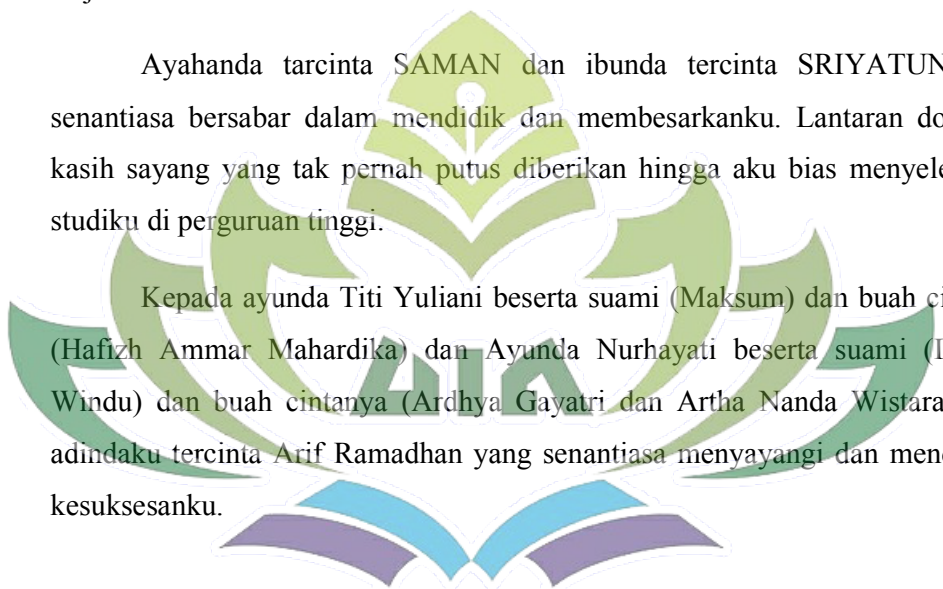 Ayahanda tarcinta SAMAN dan ibunda tercinta SRIYATUN
senantiasa bersabar dalam mendidik dan membesarkanku. Lantaran do
kasih sayang yang tak pernah putus diberikan hingga aku bias menyele
studiku di perguruan tinggi.
Kepada ayunda Titi Yuliani beserta suami (Maksum) dan buah ci
(Hafizh Ammar Mahardika) dan Ayunda Nurhayati beserta suami
UIN
Windu) dan buah cintanya (Ardhya Gayatri dan Artha Nanda Wistara
adindaku tercinta Arif Ramadhan yang senantiasa menyayangi dan men
kesuksesanku.